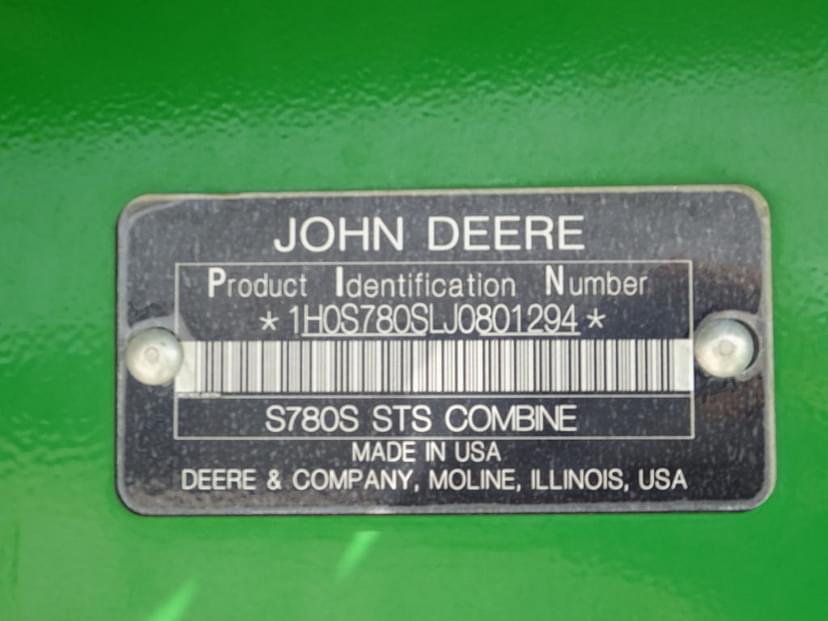 JOHN DEERE
Product Identification Number
*1H0S780SLJ0801294*
S780S STS COMBINE
MADE IN USA
DEERE & COMPANY, MOLINE, ILLINOIS, USA